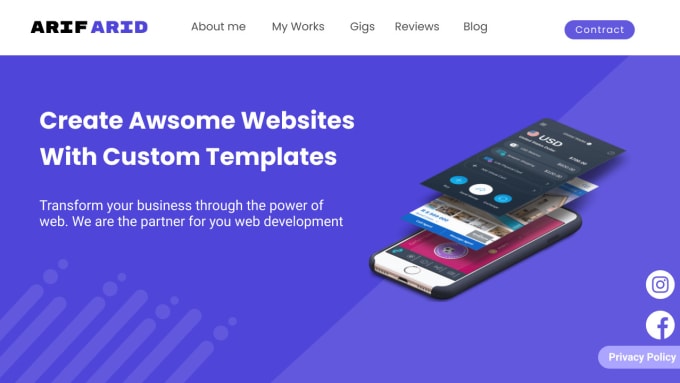 ARIF ARID
About me
My Works
Gigs
Reviews
Blog
Contract
Create Awsome Websites
With Custom Templates
Transform your business through the power of
web. We are the partner for you web development
USD
Privacy Policy